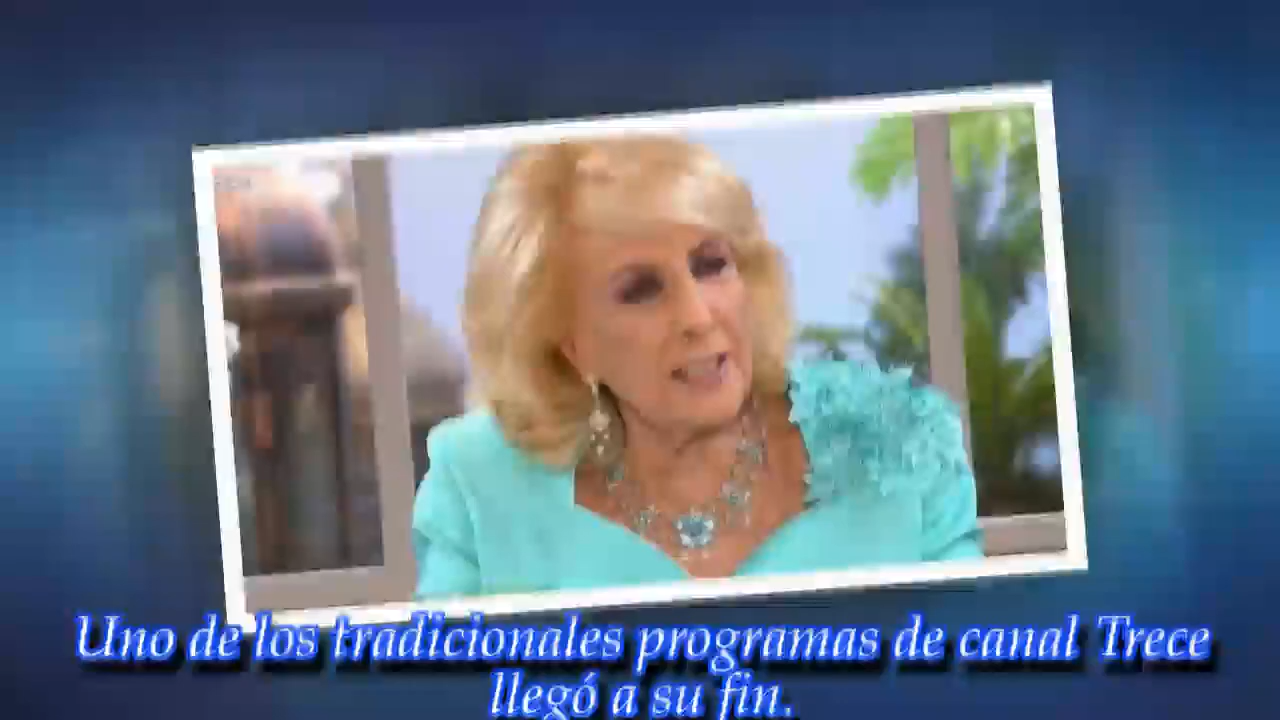 Uno de los tradicionales programas de canal Trece
llegó a su fin.